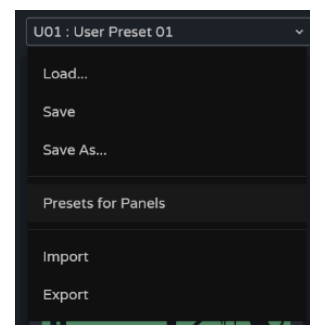 U01 : User Preset 01
Load...
Save
Save As...
Presets for Panels
Import
Export